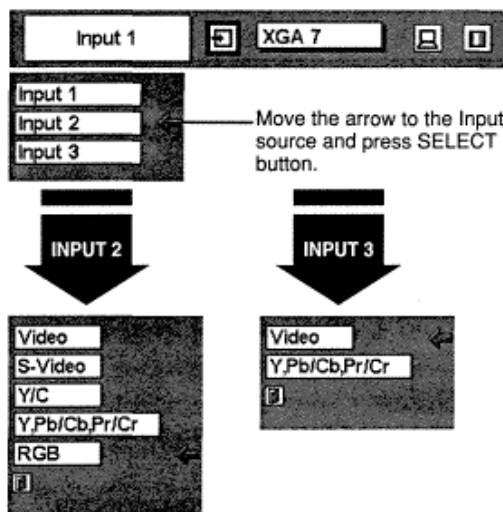 Input 1
XGA 7
Input 1
Input 2
Input 3
Move the arrow to the Input
source and press SELECT
button.
INPUT 2
INPUT 3
Video
S-Video
Y/C
Y,Pb/Cb,Pr/Cr
RGB
Video
Y,Pb/Cb,Pr/Cr